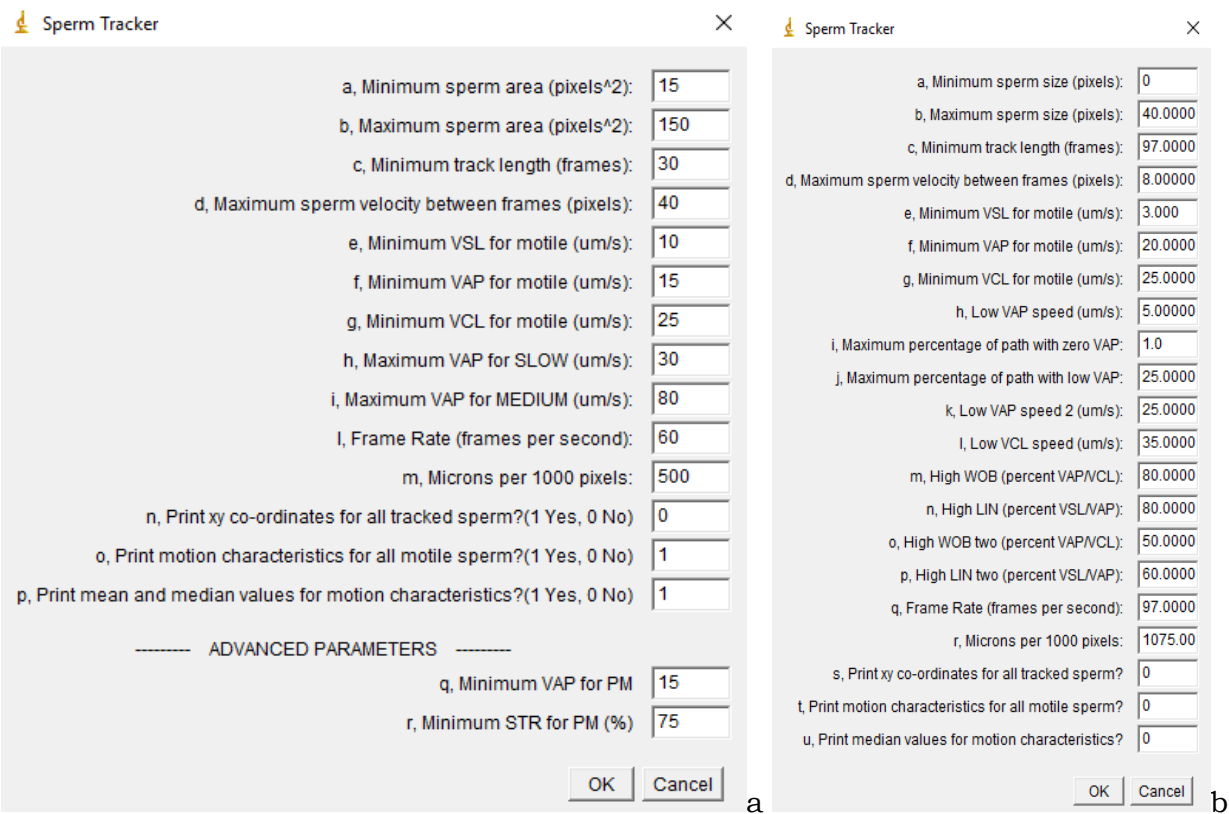 Sperm Tracker
a, Minimum sperm area (pixels^2): 15
b, Maximum sperm area (pixels^2): 150
c, Minimum track length (frames): 30
d, Maximum sperm velocity between frames (pixels): 40
e, Minimum VSL for motile (um/s): 10
f, Minimum VAP for motile (um/s): 15
g, Minimum VCL for motile (um/s): 25
h, Maximum VAP for SLOW (um/s): 30
i, Maximum VAP for MEDIUM (um/s): 80
l, Frame Rate (frames per second): 60
m, Microns per 1000 pixels: 500
n, Print xy co-ordinates for all tracked sperm?(1 Yes, 0 No) 0
o, Print motion characteristics for all motile sperm?(1 Yes, 0 No) 1
p, Print mean and median values for motion characteristics?(1 Yes, 0 No) 1
--------- ADVANCED PARAMETERS ---------
q, Minimum VAP for PM 15
r, Minimum STR for PM (%) 75
OK Cancel
a
Sperm Tracker
a, Minimum sperm size (pixels): 0
b, Maximum sperm size (pixels): 40.0000
c, Minimum track length (frames): 97.0000
d, Maximum sperm velocity between frames (pixels): 8.00000
e, Minimum VSL for motile (um/s): 3.000
f, Minimum VAP for motile (um/s): 20.0000
g, Minimum VCL for motile (um/s): 25.0000
h, Low VAP speed (um/s): 5.00000
i, Maximum percentage of path with zero VAP: 1.0
j, Maximum percentage of path with low VAP: 25.0000
k, Low VAP speed 2 (um/s): 25.0000
l, Low VCL speed (um/s): 35.0000
m, High WOB (percent VAP/VCL): 80.0000
n, High LIN (percent VSL/VAP): 80.0000
o, High WOB two (percent VAP/VCL): 50.0000
p, High LIN two (percent VSL/VAP): 60.0000
q, Frame Rate (frames per second): 97.0000
r, Microns per 1000 pixels: 1075.00
s, Print xy co-ordinates for all tracked sperm? 0
t, Print motion characteristics for all motile sperm? 0
u, Print median values for motion characteristics? 0
OK Cancel
b